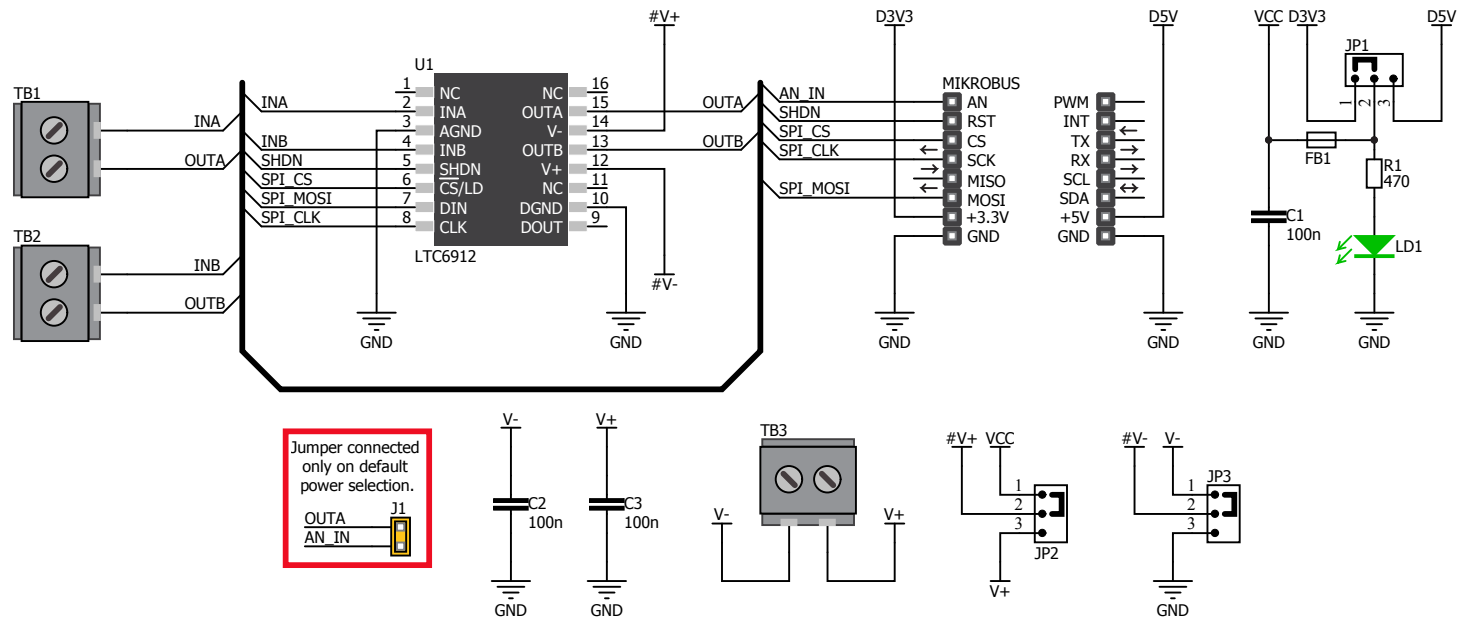 #V+
D3V3
D5V
VCC D3V3
D5V
U1
JP1
TB1
INA
OUTA
TB2
INB
OUTB
INA
INB
SHDN
SPI_CS
SPI_MOSI
SPI_CLK
1 NC NC 16
2 INA OUTA 15
3 AGND V- 14
4 INB OUTB 13
5 SHDN V+ 12
6 CS/LD NC 11
7 DIN DGND 10
8 CLK DOUT 9
LTC6912
#V-
GND
GND
OUTA
OUTB
AN_IN
SHDN
SPI_CS
SPI_CLK
SPI_MOSI
MIKROBUS
AN PWM
RST INT
CS TX
SCK RX
MISO SCL
MOSI SDA
+3.3V +5V
GND GND
GND
GND
1
2
3
FB1
R1
470
C1
100n
LD1
GND
GND
Jumper connected
only on default
power selection.
J1
OUTA
AN_IN
V-
C2
100n
GND
V+
C3
100n
GND
TB3
V-
V+
#V+ VCC
1
2
3
JP2
V+
#V- V-
JP3
1
2
3
GND